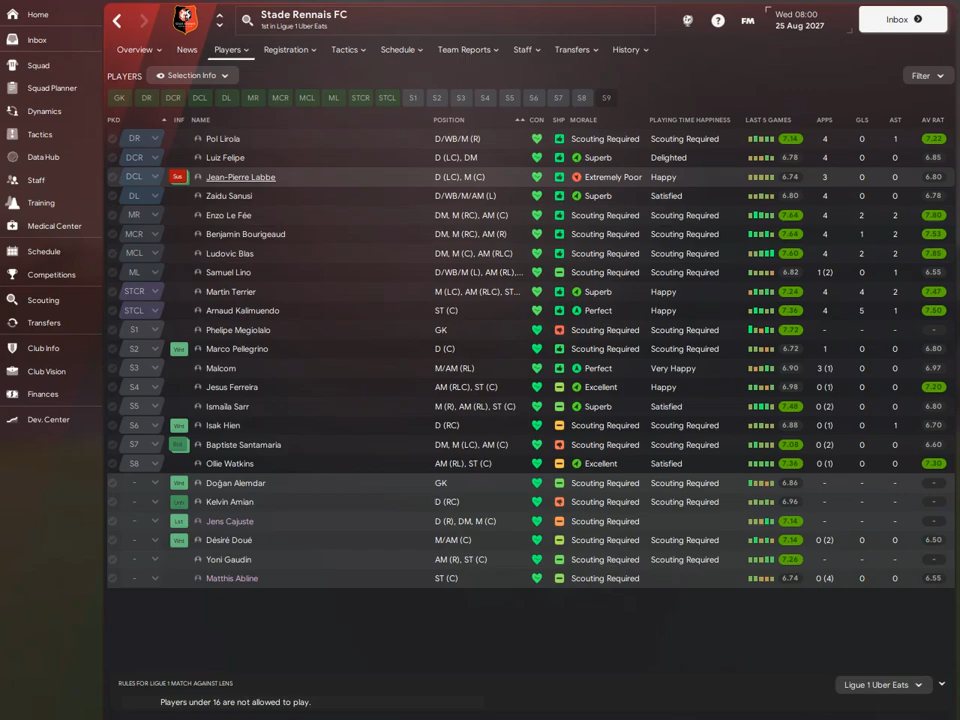 Home
Inbox
Squad
Squad Planner
Dynamics
Tactics
Data Hub
Staff
Training
Medical Center
Schedule
Competitions
Scouting
Transfers
Club Info
Club Vision
Finances
Dev. Center
Stade Rennais FC
1st in Ligue 1 Uber Eats
? FM
Wed 08:00
25 Aug 2027
Inbox
Overview News Players Registration Tactics Schedule Team Reports Staff Transfers History
PLAYERS Selection Info Filter
GK DR DCR DCL DL MR MCR MCL ML STCR STCL S1 S2 S3 S4 S5 S6 S7 S8 S9
PKD INF NAME POSITION CON SHP MORALE PLAYING TIME HAPPINESS LAST 5 GAMES APPS GLS AST AV RAT
DR Pol Lirola D/WB/M (R) Scouting Required Scouting Required 7.14 4 0 1 7.22
DCR Luiz Felipe D (LC), DM Superb Delighted 6.78 4 0 0 6.85
DCL Sus Jean-Pierre Labbe D (LC), M (C) Extremely Poor Happy 6.74 3 0 0 6.80
DL Zaidu Sanusi D/WB/M/AM (L) Superb Satisfied 6.80 4 0 0 6.78
MR Enzo Le Fée DM, M (RC), AM (C) Scouting Required Scouting Required 7.64 4 2 2 7.80
MCR Benjamin Bourigeaud DM, M (RC), AM (R) Scouting Required Scouting Required 7.64 4 1 2 7.53
MCL Ludovic Blas DM, M (C), AM (RLC) Scouting Required Scouting Required 7.60 4 2 2 7.85
ML Samuel Lino D/WB/M (L), AM (RL),... Scouting Required Scouting Required 6.82 1 (2) 0 1 6.55
STCR Martin Terrier M (LC), AM (RLC), ST... Superb Happy 7.24 4 4 2 7.47
STCL Arnaud Kalimuendo ST (C) Perfect Happy 7.36 4 5 1 7.50
S1 Phelipe Megiolalo GK Scouting Required Scouting Required 7.72 - - - -
S2 Wnt Marco Pellegrino D (C) Scouting Required Scouting Required 6.72 1 0 0 6.80
S3 Malcom M/AM (RL) Perfect Very Happy 6.90 3 (1) 0 0 6.97
S4 Jesus Ferreira AM (RLC), ST (C) Excellent Happy 6.98 0 (1) 0 0 7.20
S5 Ismaïla Sarr M (R), AM (RL), ST (C) Superb Satisfied 7.48 0 (2) 0 0 6.80
S6 Wnt Isak Hien D (RC) Scouting Required Scouting Required 6.88 0 (1) 0 1 6.70
S7 Baptiste Santamaria DM, M (LC), AM (C) Scouting Required Scouting Required 7.08 0 (2) 0 0 6.60
S8 Ollie Watkins AM (RL), ST (C) Excellent Satisfied 7.36 0 (1) 0 0 7.30
- Wnt Doğan Alemdar GK Scouting Required Scouting Required 6.86 - - - -
- Unh Kelvin Amian D (RC) Scouting Required Scouting Required 6.96 - - - -
- Lst Jens Cajuste D (R), DM, M (C) Scouting Required 7.14 - - - -
- Wnt Désiré Doué M/AM (C) Scouting Required Scouting Required 7.14 0 (2) 0 0 6.50
- Yoni Gaudin AM (R), ST (C) Scouting Required Scouting Required 7.26 - - - -
- Matthis Abline ST (C) Scouting Required 6.74 0 (4) 0 0 6.55
RULES FOR LIGUE 1 MATCH AGAINST LENS
Ligue 1 Uber Eats
Players under 16 are not allowed to play.